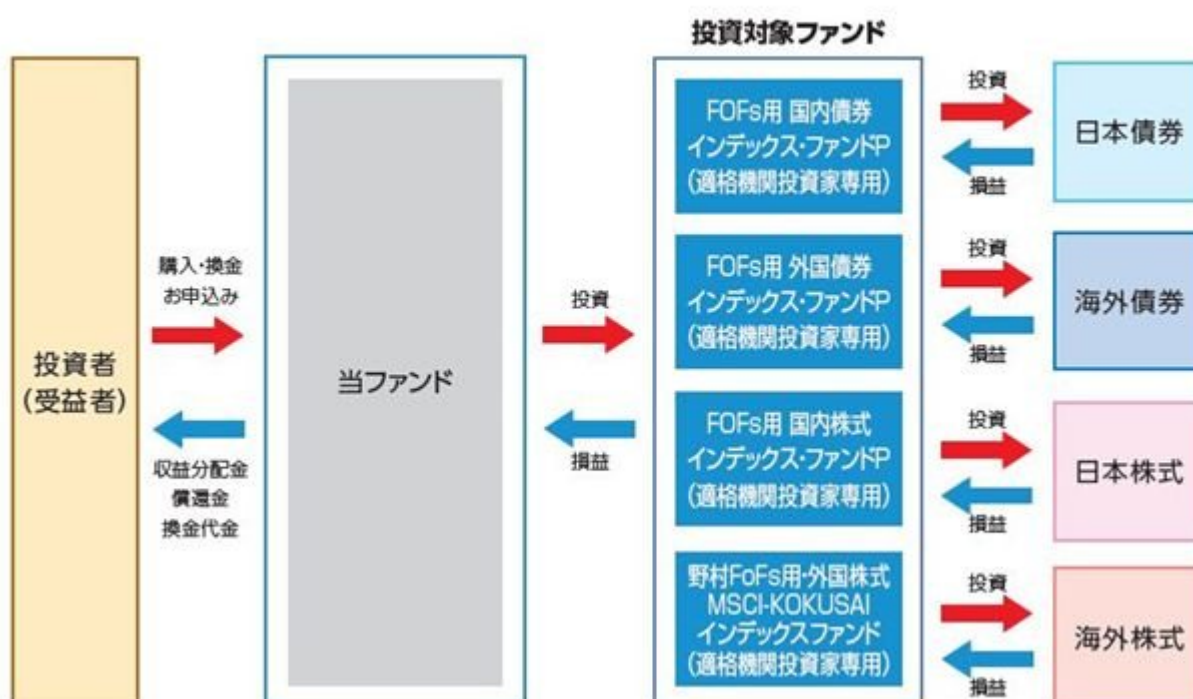 投資対象ファンド
投資者
(受益者)
購入・換金
お申込み
収益分配金
償還金
換金代金
当ファンド
投資
損益
FOFs用 国内債券
インデックス・ファンドP
(適格機関投資家専用)
投資
損益
日本債券
FOFs用 外国債券
インデックス・ファンドP
(適格機関投資家専用)
投資
損益
海外債券
FOFs用 国内株式
インデックス・ファンドP
(適格機関投資家専用)
投資
損益
日本株式
野村FoFs用・外国株式
MSCI-KOKUSAI
インデックスファンド
(適格機関投資家専用)
投資
損益
海外株式